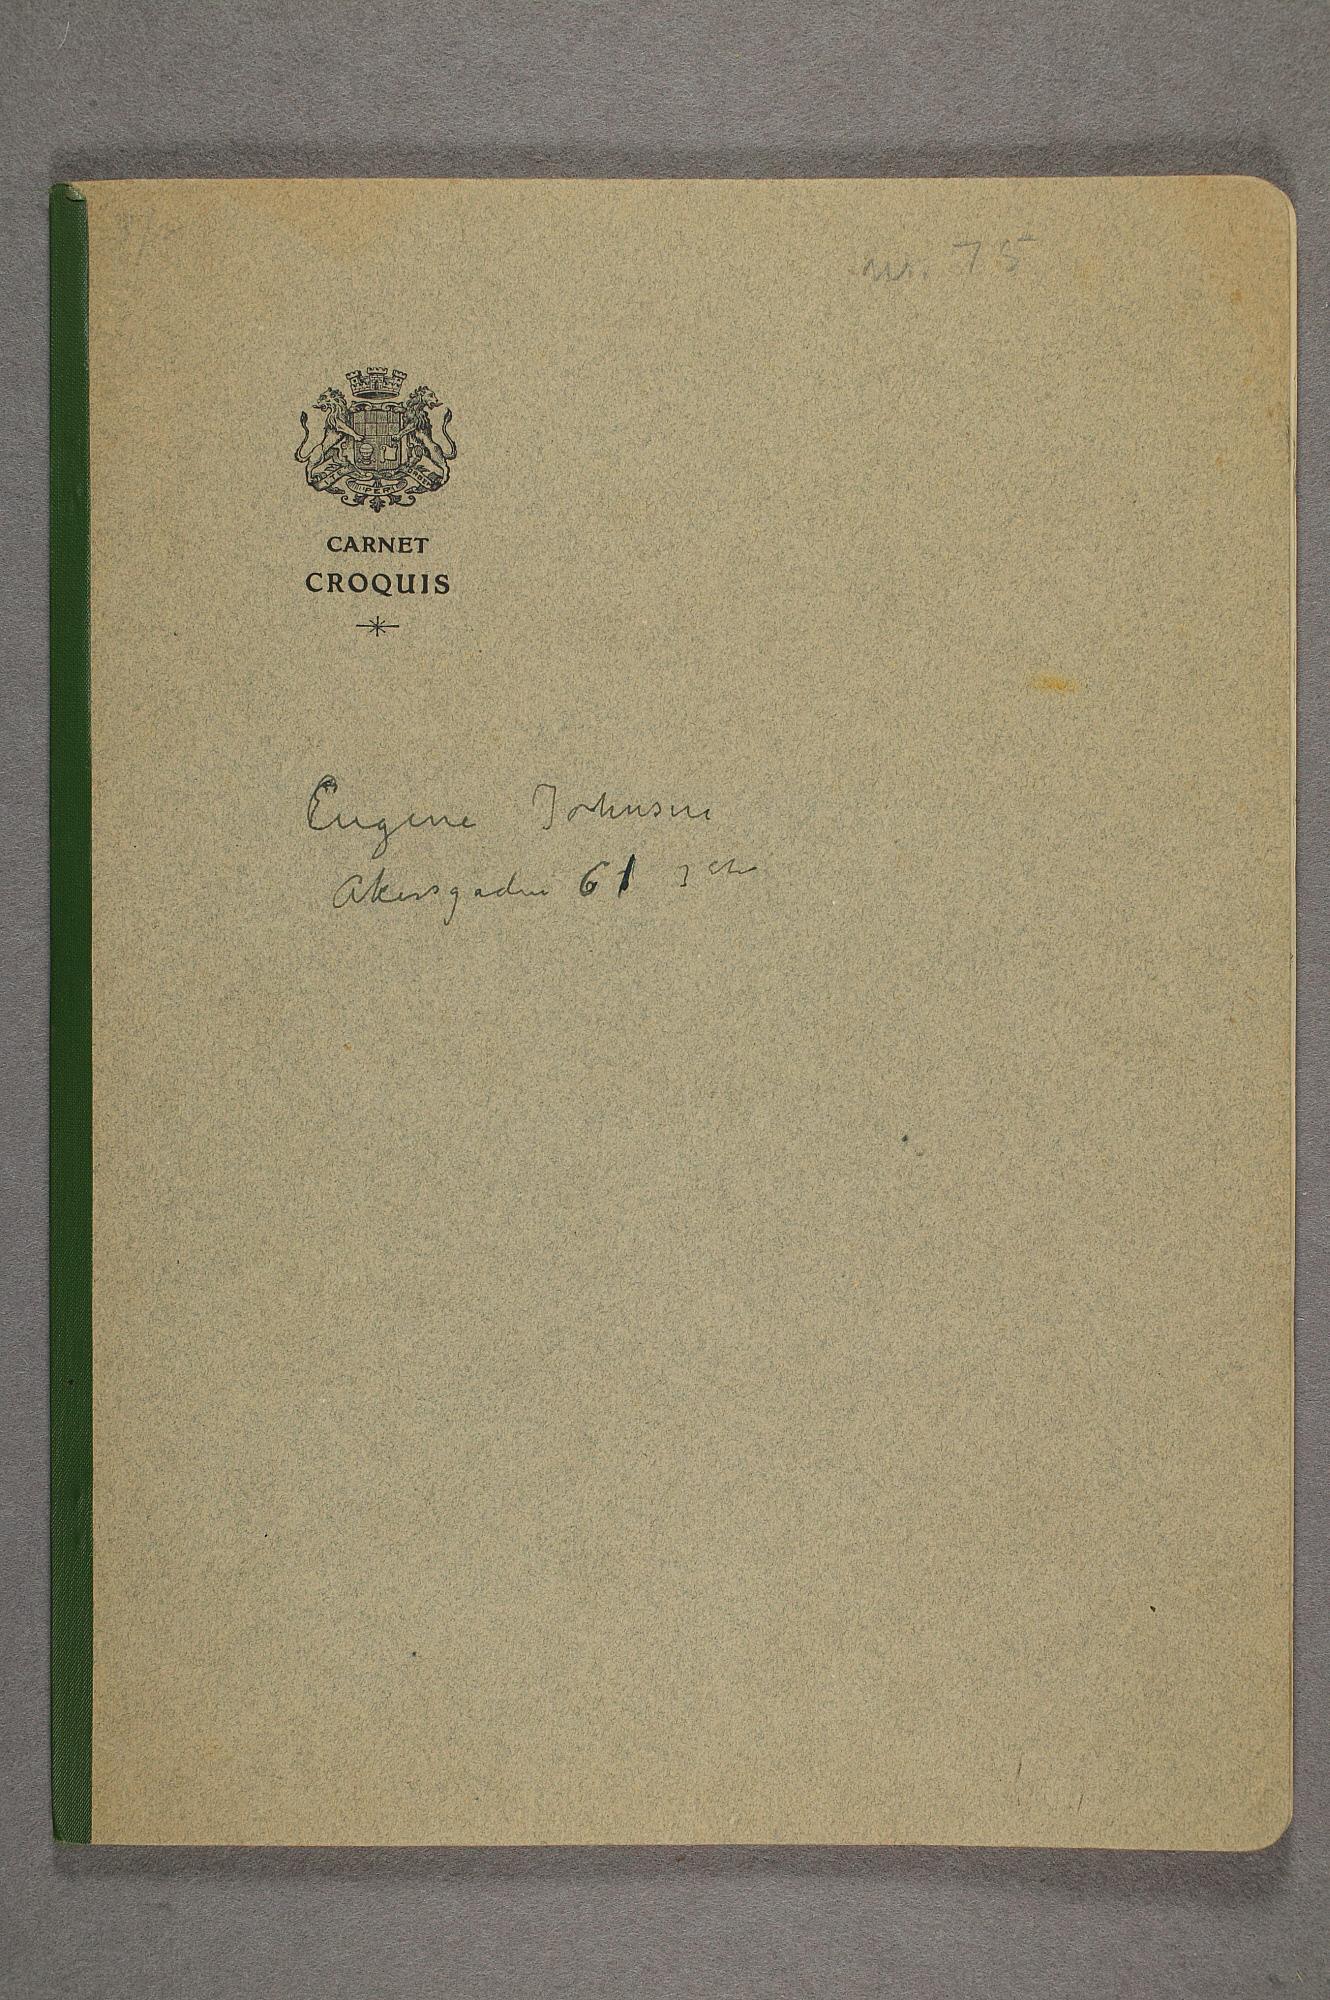 nr. 75
CARNET
CROQUIS
Eugene Johnsen
Akersgaden 61